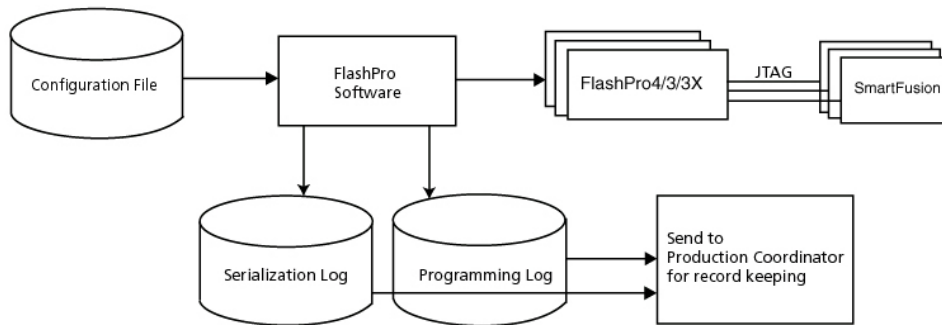 Configuration File
FlashPro
Software
FlashPro4/3/3X
JTAG
SmartFusion
Serialization Log
Programming Log
Send to
Production Coordinator
for record keeping